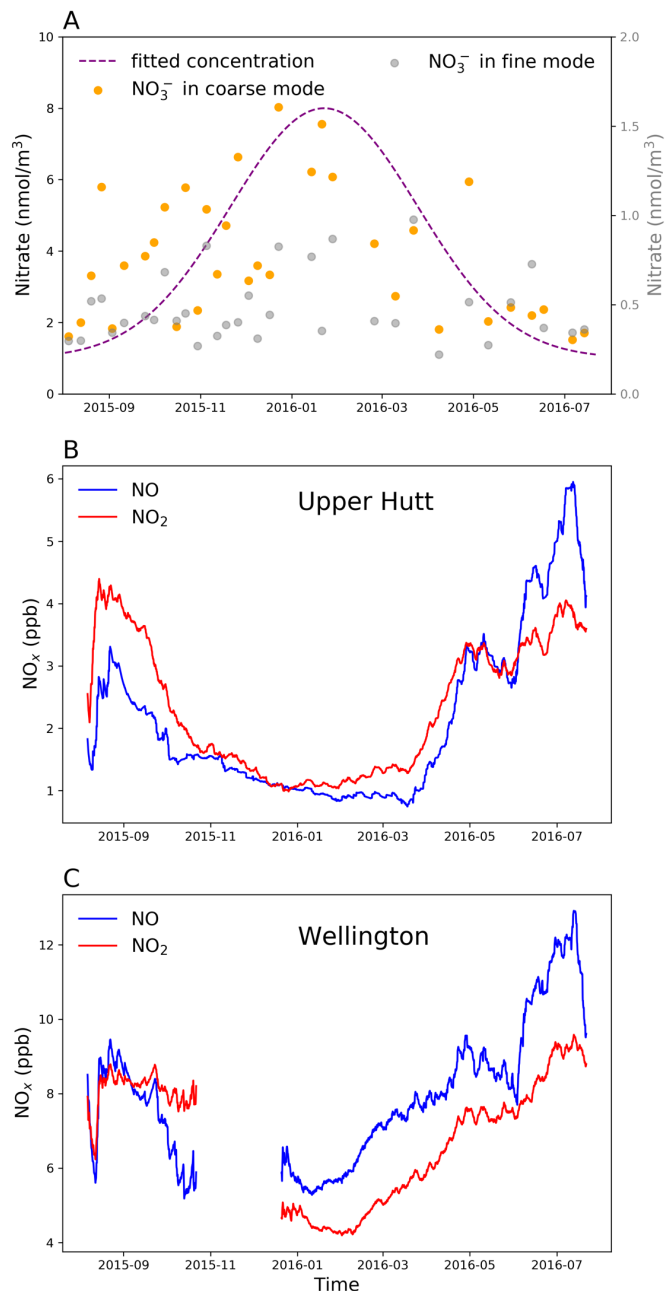 A
10
8
6
4
2
0
Nitrate (nmol/m³)
fitted concentration
NO₃⁻ in coarse mode
NO₃⁻ in fine mode
2.0
1.5
1.0
0.5
0.0
Nitrate (nmol/m³)
2015-09 2015-11 2016-01 2016-03 2016-05 2016-07
B
6
5
4
3
2
1
NOₓ (ppb)
NO
NO₂
Upper Hutt
2015-09 2015-11 2016-01 2016-03 2016-05 2016-07
C
12
10
8
6
4
NOₓ (ppb)
NO
NO₂
Wellington
2015-09 2015-11 2016-01 2016-03 2016-05 2016-07
Time